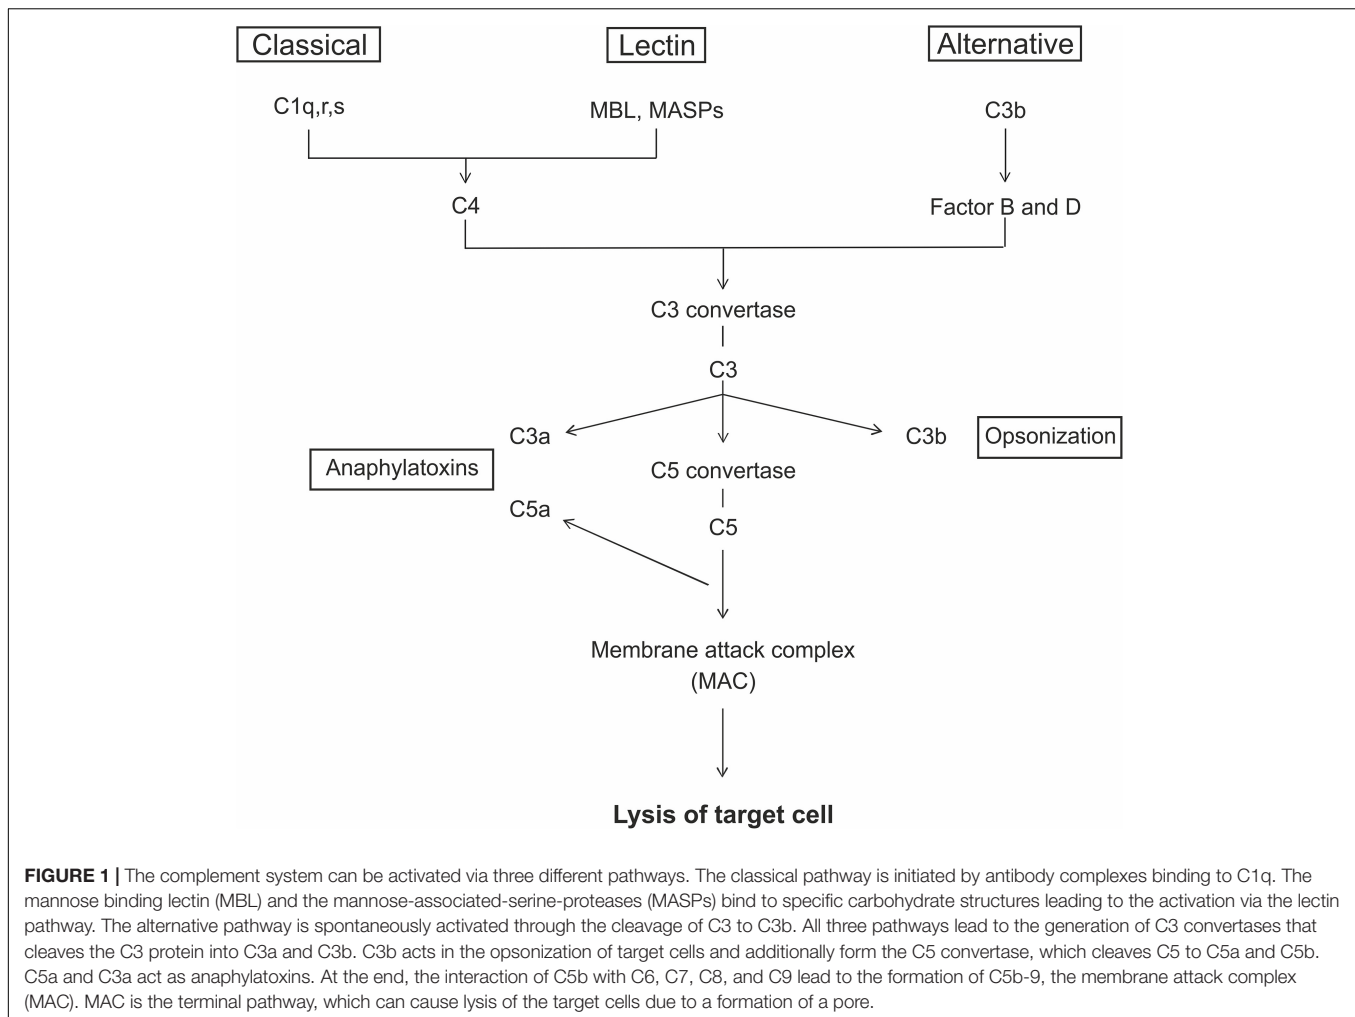 Classical
Lectin
Alternative
C1q,r,s
MBL, MASPs
C3b
C4
Factor B and D
C3 convertase
C3
C3a
C3b
Opsonization
Anaphylatoxins
C5 convertase
C5a
C5
Membrane attack complex
(MAC)
Lysis of target cell
FIGURE 1 | The complement system can be activated via three different pathways. The classical pathway is initiated by antibody complexes binding to C1q. The
mannose binding lectin (MBL) and the mannose-associated-serine-proteases (MASPs) bind to specific carbohydrate structures leading to the activation via the lectin
pathway. The alternative pathway is spontaneously activated through the cleavage of C3 to C3b. All three pathways lead to the generation of C3 convertases that
cleaves the C3 protein into C3a and C3b. C3b acts in the opsonization of target cells and additionally form the C5 convertase, which cleaves C5 to C5a and C5b.
C5a and C3a act as anaphylatoxins. At the end, the interaction of C5b with C6, C7, C8, and C9 lead to the formation of C5b-9, the membrane attack complex
(MAC). MAC is the terminal pathway, which can cause lysis of the target cells due to a formation of a pore.